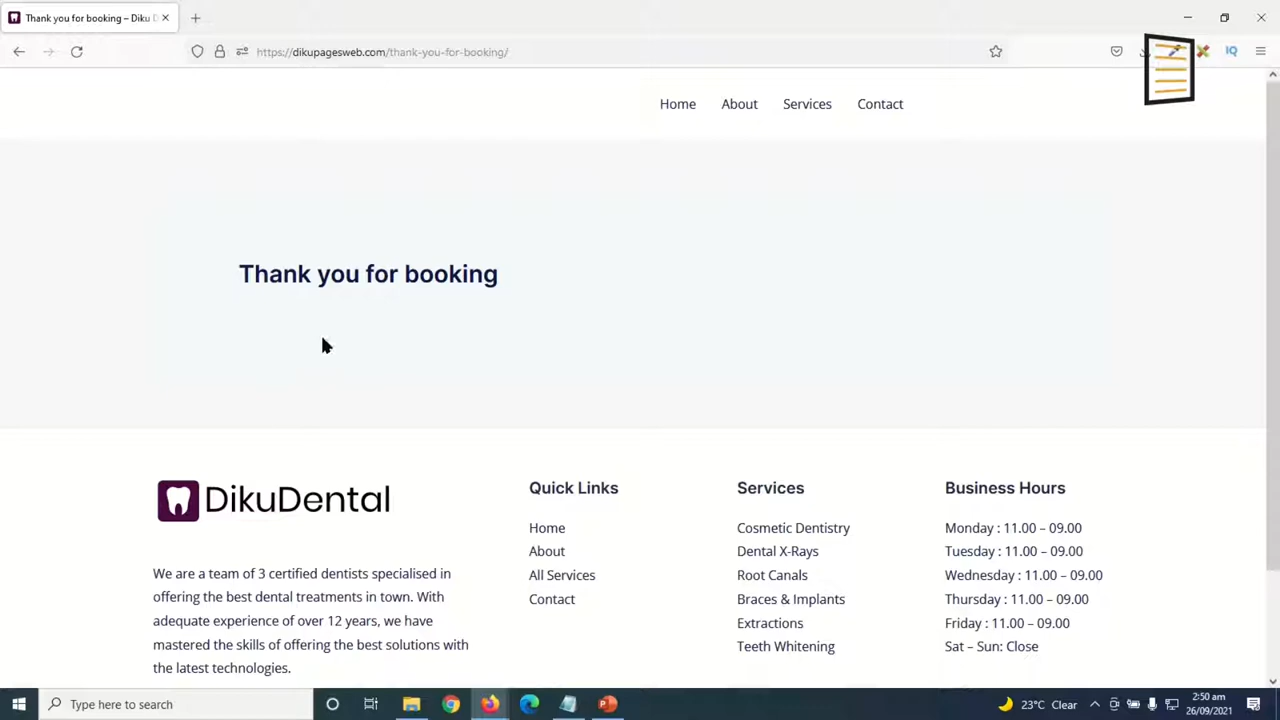 Thank you for booking – Diku D
https://dikupagesweb.com/thank-you-for-booking/
IQ
Home About Services Contact
Thank you for booking
DikuDental
We are a team of 3 certified dentists specialised in
offering the best dental treatments in town. With
adequate experience of over 12 years, we have
mastered the skills of offering the best solutions with
the latest technologies.
Quick Links
Home
About
All Services
Contact
Services
Cosmetic Dentistry
Dental X-Rays
Root Canals
Braces & Implants
Extractions
Teeth Whitening
Business Hours
Monday : 11.00 – 09.00
Tuesday : 11.00 – 09.00
Wednesday : 11.00 – 09.00
Thursday : 11.00 – 09.00
Friday : 11.00 – 09.00
Sat – Sun: Close
Type here to search
23°C Clear
2:50 am
26/09/2021